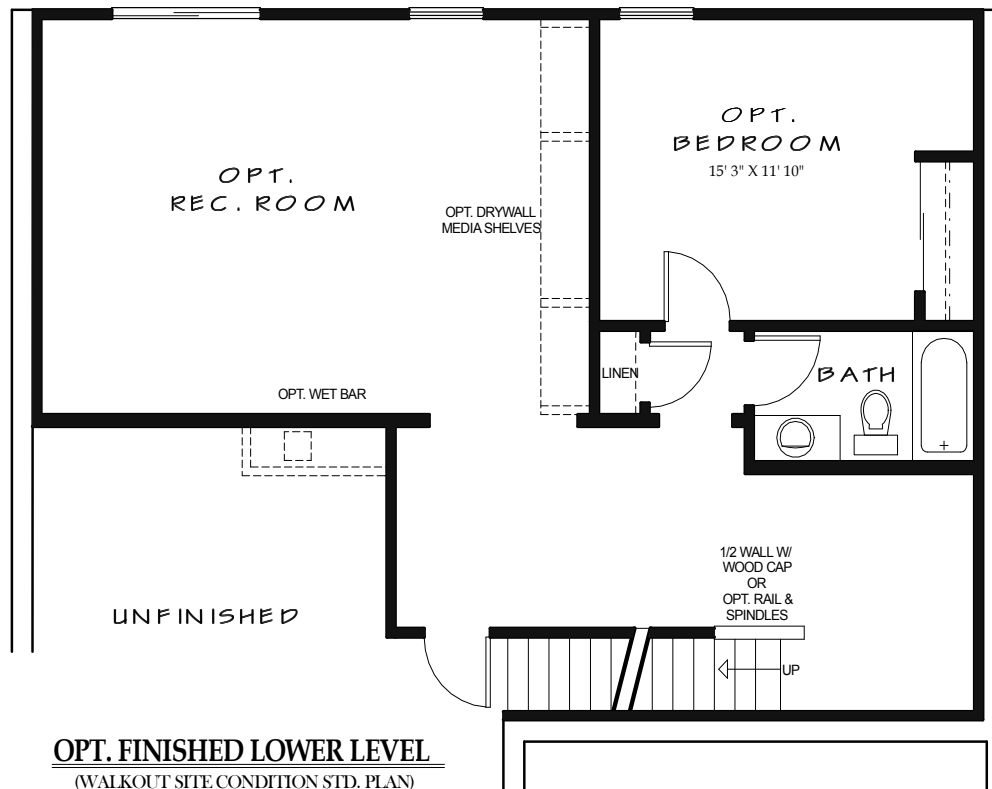 OPT.
BEDROOM
15' 3" X 11' 10"
OPT.
REC. ROOM
OPT. DRYWALL
MEDIA SHELVES
LINEN
BATH
OPT. WET BAR
1/2 WALL W/
WOOD CAP
OR
OPT. RAIL &
SPINDLES
UNFINISHED
UP
OPT. FINISHED LOWER LEVEL
(WALKOUT SITE CONDITION STD. PLAN)